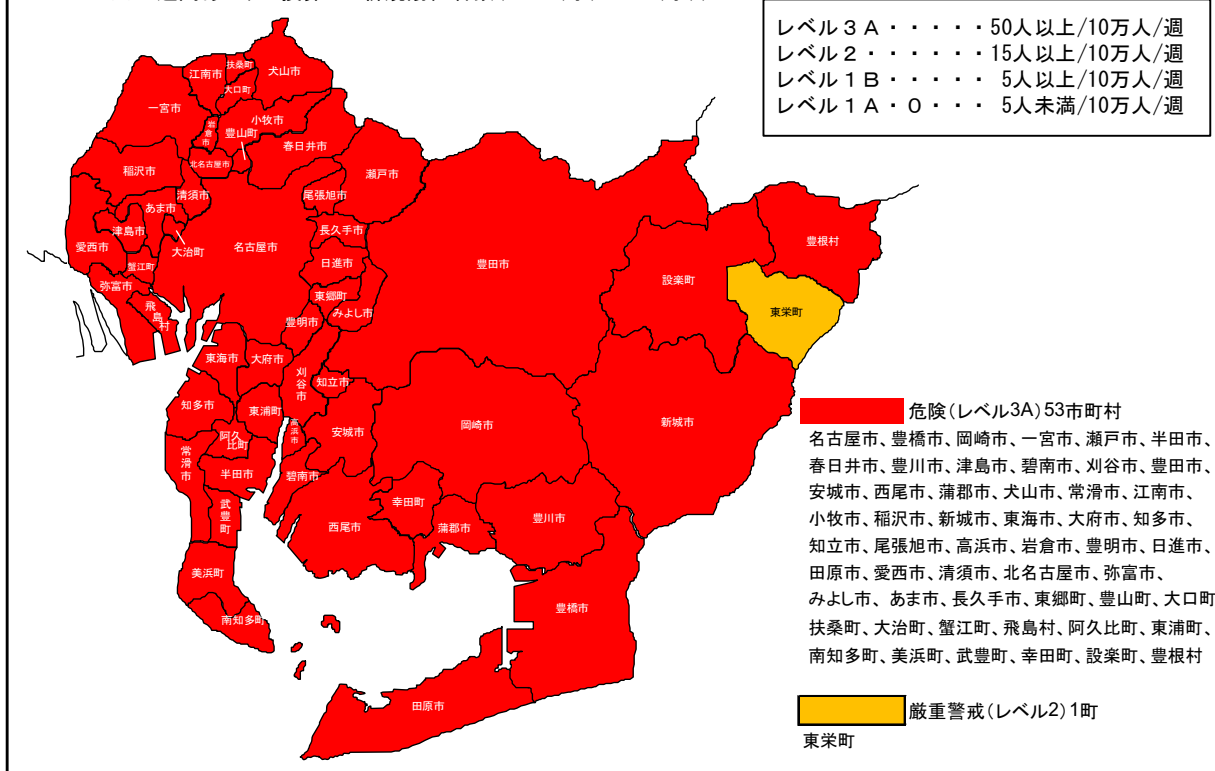 レベル3A・・・・・50人以上/10万人/週
レベル2・・・・・・15人以上/10万人/週
レベル1B・・・・・5人以上/10万人/週
レベル1A・0・・・5人未満/10万人/週
扶桑町
犬山市
江南市
大口町
一宮市
小牧市
岩倉市
豊山町
春日井市
北名古屋市
稲沢市
瀬戸市
尾張旭市
清須市
あま市
津島市
長久手市
豊根村
愛西市
大治町
名古屋市
日進市
豊田市
蟹江町
設楽町
弥富市
東郷町
飛島村
みよし市
東栄町
豊明市
東海市
大府市
刈谷市
知立市
知多市
東浦町
高浜市
安城市
岡崎市
新城市
阿久比町
常滑市
半田市
碧南市
武豊町
西尾市
幸田町
蒲郡市
豊川市
美浜町
南知多町
豊橋市
田原市
危険(レベル3A)53市町村
名古屋市、豊橋市、岡崎市、一宮市、瀬戸市、半田市、
春日井市、豊川市、津島市、碧南市、刈谷市、豊田市、
安城市、西尾市、蒲郡市、犬山市、常滑市、江南市、
小牧市、稲沢市、新城市、東海市、大府市、知多市、
知立市、尾張旭市、高浜市、岩倉市、豊明市、日進市、
田原市、愛西市、清須市、北名古屋市、弥富市、
みよし市、あま市、長久手市、東郷町、豊山町、大口町
扶桑町、大治町、蟹江町、飛島村、阿久比町、東浦町、
南知多町、美浜町、武豊町、幸田町、設楽町、豊根村
厳重警戒(レベル2)1町
東栄町